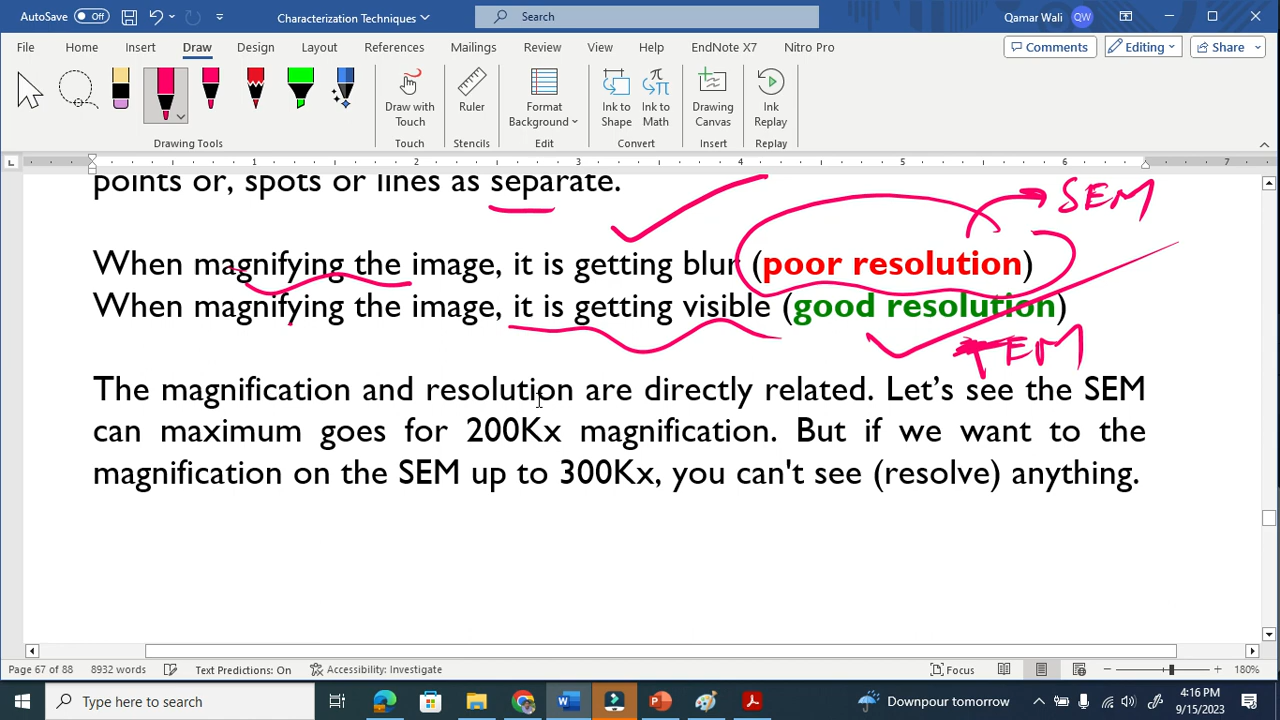 AutoSave Off
Characterization Techniques
Search
Qamar Wali QW
File Home Insert Draw Design Layout References Mailings Review View Help EndNote X7 Nitro Pro
Comments Editing Share
Draw with Touch
Ruler
Format Background
Ink to Shape
Ink to Math
Drawing Canvas
Ink Replay
Drawing Tools Touch Stencils Edit Convert Insert Replay
1 2 3 4 5 6 7
points or, spots or lines as separate.
SEM
When magnifying the image, it is getting blur (poor resolution)
When magnifying the image, it is getting visible (good resolution)
TEM
The magnification and resolution are directly related. Let's see the SEM
can maximum goes for 200Kx magnification. But if we want to the
magnification on the SEM up to 300Kx, you can't see (resolve) anything.
Page 67 of 88 8932 words Text Predictions: On Accessibility: Investigate Focus 180%
Type here to search
Downpour tomorrow
4:16 PM
9/15/2023